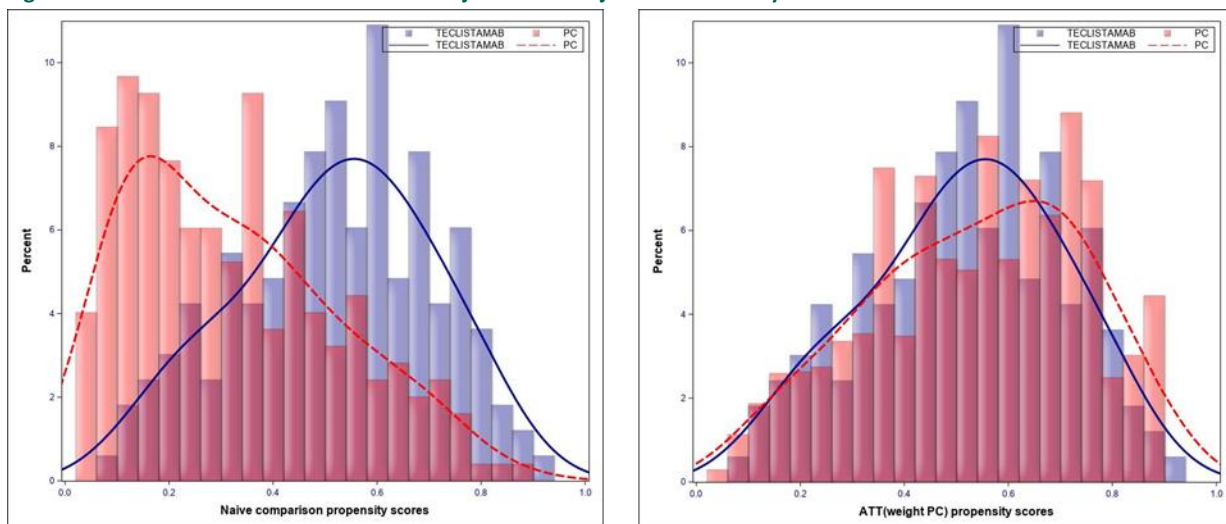 TECLISTAMAB PC
TECLISTAMAB PC
Percent
10
8
6
4
2
0
0.0 0.2 0.4 0.6 0.8 1.0
Naive comparison propensity scores
TECLISTAMAB PC
TECLISTAMAB PC
Percent
10
8
6
4
2
0
0.0 0.2 0.4 0.6 0.8 1.0
ATT(weight PC) propensity scores